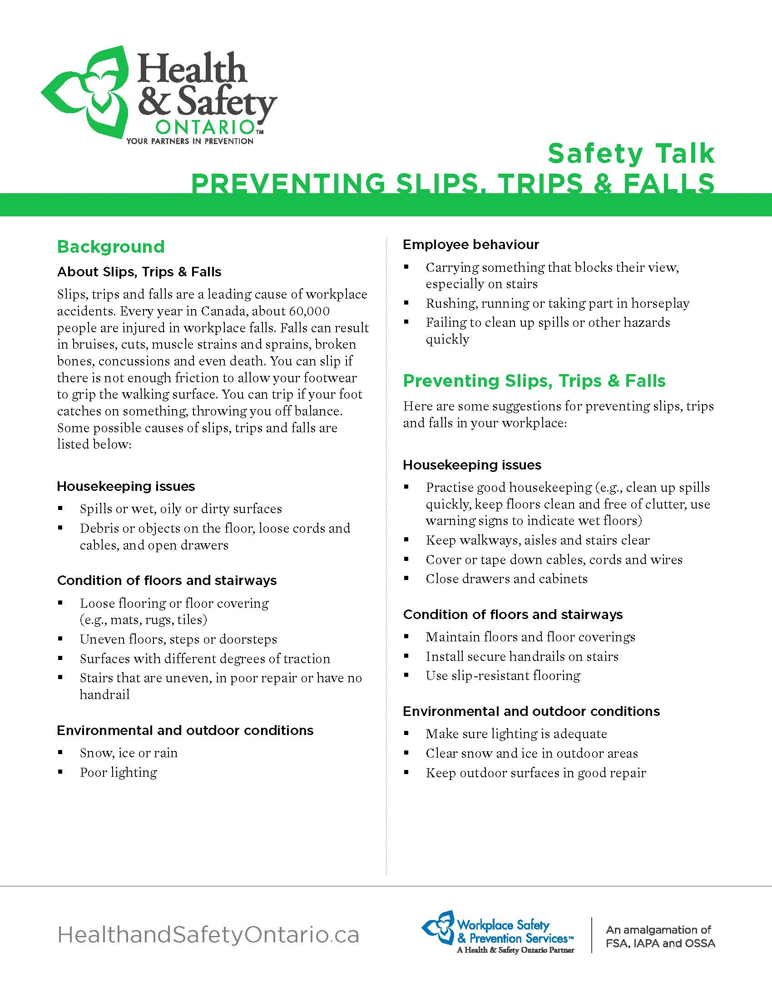 Health
& Safety
ONTARIO™
YOUR PARTNERS IN PREVENTION
Safety Talk
PREVENTING SLIPS, TRIPS & FALLS
Background
About Slips, Trips & Falls
Slips, trips and falls are a leading cause of workplace
accidents. Every year in Canada, about 60,000
people are injured in workplace falls. Falls can result
in bruises, cuts, muscle strains and sprains, broken
bones, concussions and even death. You can slip if
there is not enough friction to allow your footwear
to grip the walking surface. You can trip if your foot
catches on something, throwing you off balance.
Some possible causes of slips, trips and falls are
listed below:
Housekeeping issues
▪ Spills or wet, oily or dirty surfaces
▪ Debris or objects on the floor, loose cords and
cables, and open drawers
Condition of floors and stairways
▪ Loose flooring or floor covering
(e.g., mats, rugs, tiles)
▪ Uneven floors, steps or doorsteps
▪ Surfaces with different degrees of traction
▪ Stairs that are uneven, in poor repair or have no
handrail
Environmental and outdoor conditions
▪ Snow, ice or rain
▪ Poor lighting
Employee behaviour
▪ Carrying something that blocks their view,
especially on stairs
▪ Rushing, running or taking part in horseplay
▪ Failing to clean up spills or other hazards
quickly
Preventing Slips, Trips & Falls
Here are some suggestions for preventing slips, trips
and falls in your workplace:
Housekeeping issues
▪ Practise good housekeeping (e.g., clean up spills
quickly, keep floors clean and free of clutter, use
warning signs to indicate wet floors)
▪ Keep walkways, aisles and stairs clear
▪ Cover or tape down cables, cords and wires
▪ Close drawers and cabinets
Condition of floors and stairways
▪ Maintain floors and floor coverings
▪ Install secure handrails on stairs
▪ Use slip-resistant flooring
Environmental and outdoor conditions
▪ Make sure lighting is adequate
▪ Clear snow and ice in outdoor areas
▪ Keep outdoor surfaces in good repair
HealthandSafetyOntario.ca
Workplace Safety
& Prevention Services™
A Health & Safety Ontario Partner
An amalgamation of
FSA, IAPA and OSSA